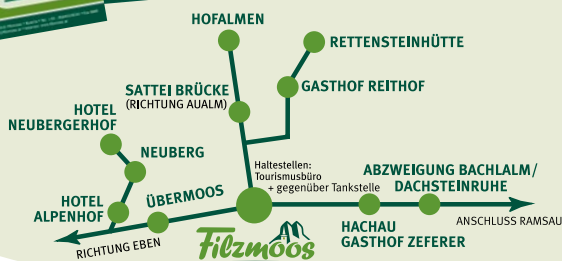 HOFALMEN
RETTENSTEINHÜTTE
SATTEI BRÜCKE
(RICHTUNG AUALM)
GASTHOF REITHOF
HOTEL
NEUBERGERHOF
NEUBERG
HOTEL
ALPENHOF
ÜBERMOOS
Haltestellen:
Tourismusbüro
+ gegenüber Tankstelle
ABZWEIGUNG BACHLALM/
DACHSTEINRUHE
HACHAU
GASTHOF ZEFERER
ANSCHLUSS RAMSAU
RICHTUNG EBEN
Filzmoos